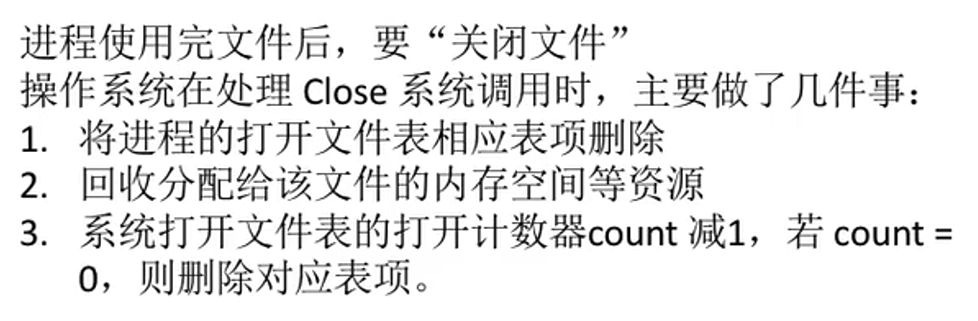 进程使用完文件后，要“关闭文件”
操作系统在处理 Close 系统调用时，主要做了几件事：
1. 将进程的打开文件表相应表项删除
2. 回收分配给该文件的内存空间等资源
3. 系统打开文件表的打开计数器count 减1，若 count =
0，则删除对应表项。